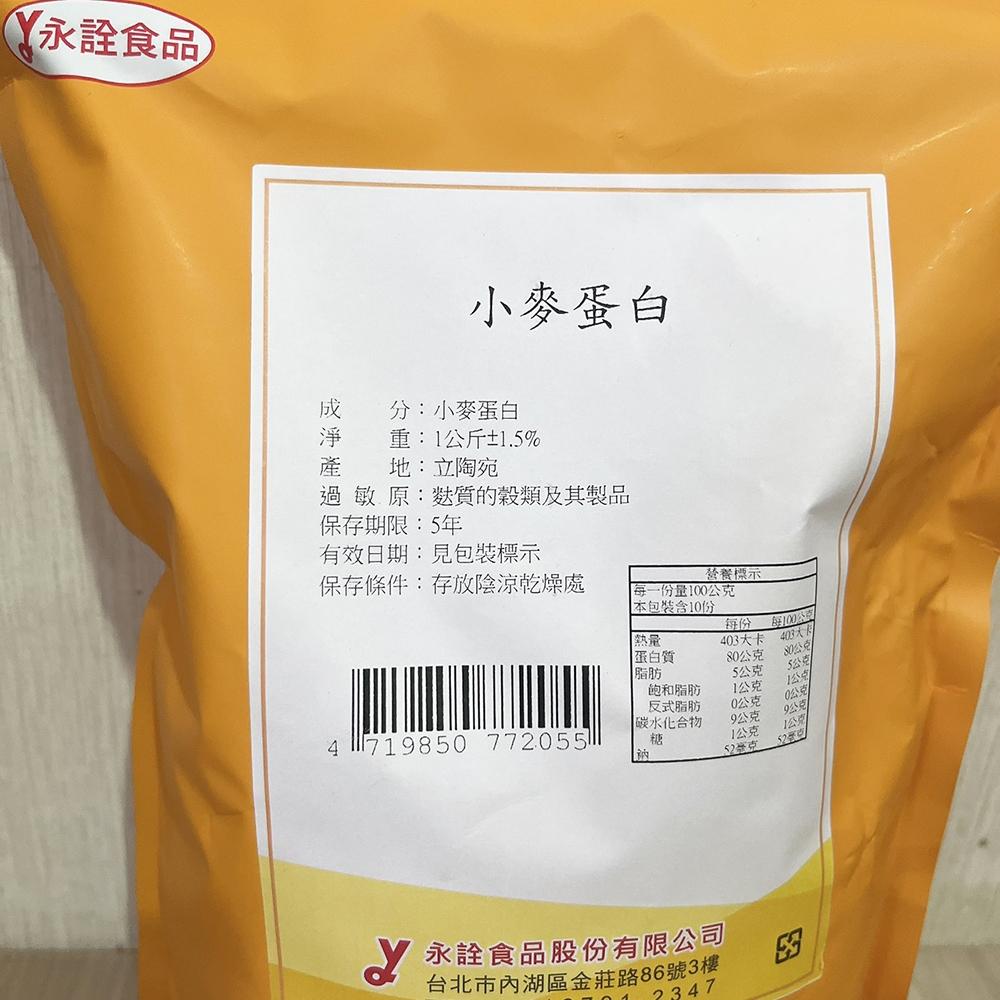 永詮食品
小麥蛋白
成 分：小麥蛋白
淨 重：1公斤±1.5%
產 地：立陶宛
過 敏 原：麩質的穀類及其製品
保存期限：5年
有效日期：見包裝標示
保存條件：存放陰涼乾燥處
營養標示
每一份量100公克
本包裝含10份
每份 每100公克
熱量 403大卡 403大卡
蛋白質 80公克 80公克
脂肪 5公克 5公克
飽和脂肪 1公克 1公克
反式脂肪 0公克 0公克
碳水化合物 9公克 9公克
糖 1公克 1公克
鈉 52毫克 52毫克
4 719850 772055
永詮食品股份有限公司
台北市內湖區金莊路86號3樓
2347